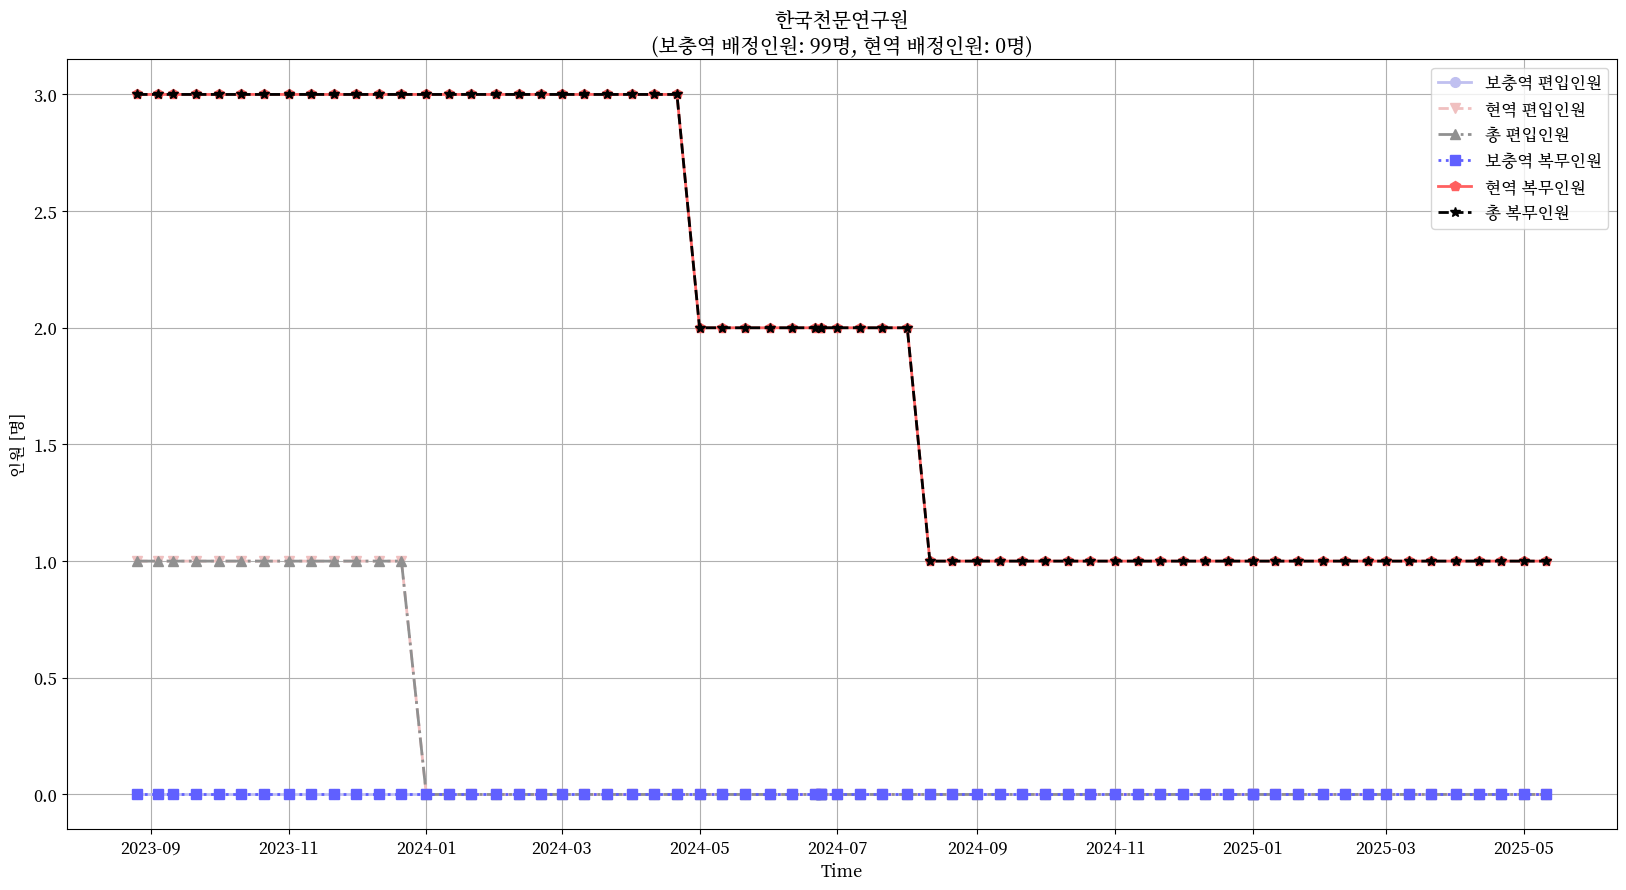 한국천문연구원
(보충역 배정인원: 99명, 현역 배정인원: 0명)
보충역 편입인원
현역 편입인원
총 편입인원
보충역 복무인원
현역 복무인원
총 복무인원
인원 [명]
3.0
2.5
2.0
1.5
1.0
0.5
0.0
2023-09 2023-11 2024-01 2024-03 2024-05 2024-07 2024-09 2024-11 2025-01 2025-03 2025-05
Time